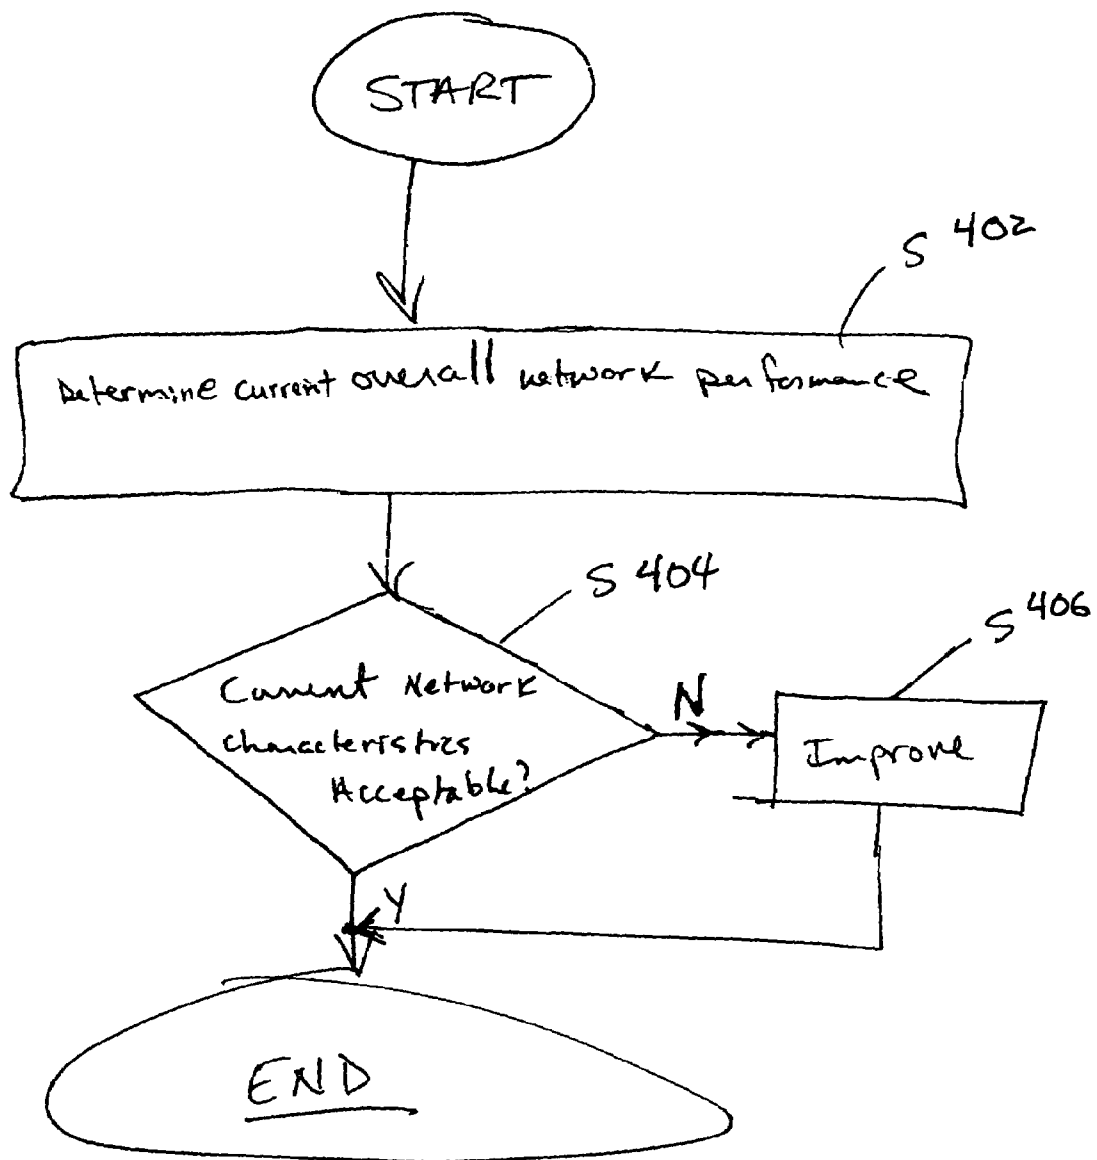 START
S 402
Determine current overall network performance
S 404
S 406
Current Network
characteristics
Acceptable?
N
Improve
Y
END